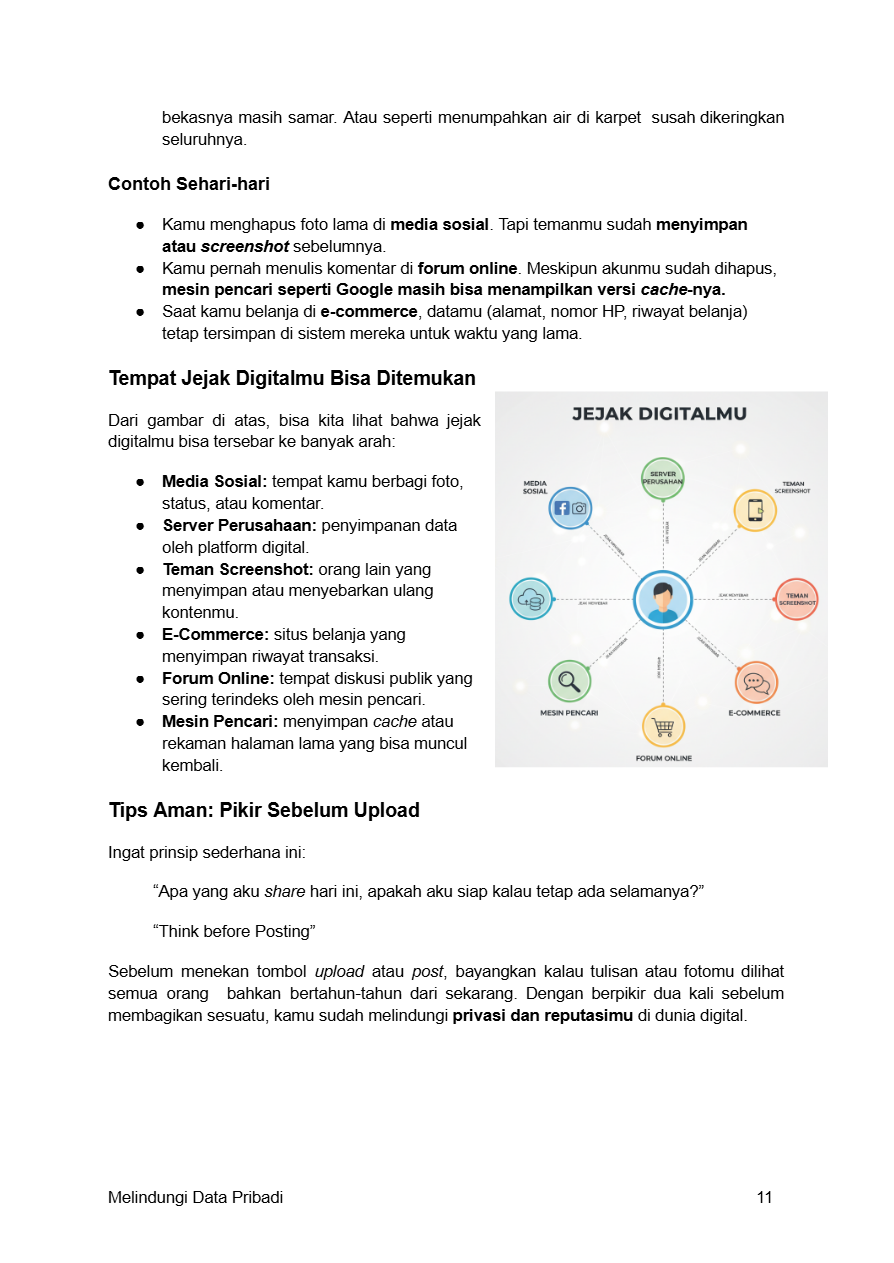 bekasnya masih samar. Atau seperti menumpahkan air di karpet  susah dikeringkan
seluruhnya.
Contoh Sehari-hari
● Kamu menghapus foto lama di media sosial. Tapi temanmu sudah menyimpan
atau screenshot sebelumnya.
● Kamu pernah menulis komentar di forum online. Meskipun akunmu sudah dihapus,
mesin pencari seperti Google masih bisa menampilkan versi cache-nya.
● Saat kamu belanja di e-commerce, datamu (alamat, nomor HP, riwayat belanja)
tetap tersimpan di sistem mereka untuk waktu yang lama.
Tempat Jejak Digitalmu Bisa Ditemukan
Dari gambar di atas, bisa kita lihat bahwa jejak
digitalmu bisa tersebar ke banyak arah:
● Media Sosial: tempat kamu berbagi foto,
status, atau komentar.
● Server Perusahaan: penyimpanan data
oleh platform digital.
● Teman Screenshot: orang lain yang
menyimpan atau menyebarkan ulang
kontenmu.
● E-Commerce: situs belanja yang
menyimpan riwayat transaksi.
● Forum Online: tempat diskusi publik yang
sering terindeks oleh mesin pencari.
● Mesin Pencari: menyimpan cache atau
rekaman halaman lama yang bisa muncul
kembali.
JEJAK DIGITALMU
SERVER
PERUSAHAN
MEDIA
SOSIAL
TEMAN
SCREENSHOT
TEMAN
SCREENSHOT
MESIN PENCARI
E-COMMERCE
FORUM ONLINE
Tips Aman: Pikir Sebelum Upload
Ingat prinsip sederhana ini:
“Apa yang aku share hari ini, apakah aku siap kalau tetap ada selamanya?”
“Think before Posting”
Sebelum menekan tombol upload atau post, bayangkan kalau tulisan atau fotomu dilihat
semua orang  bahkan bertahun-tahun dari sekarang. Dengan berpikir dua kali sebelum
membagikan sesuatu, kamu sudah melindungi privasi dan reputasimu di dunia digital.
Melindungi Data Pribadi 11